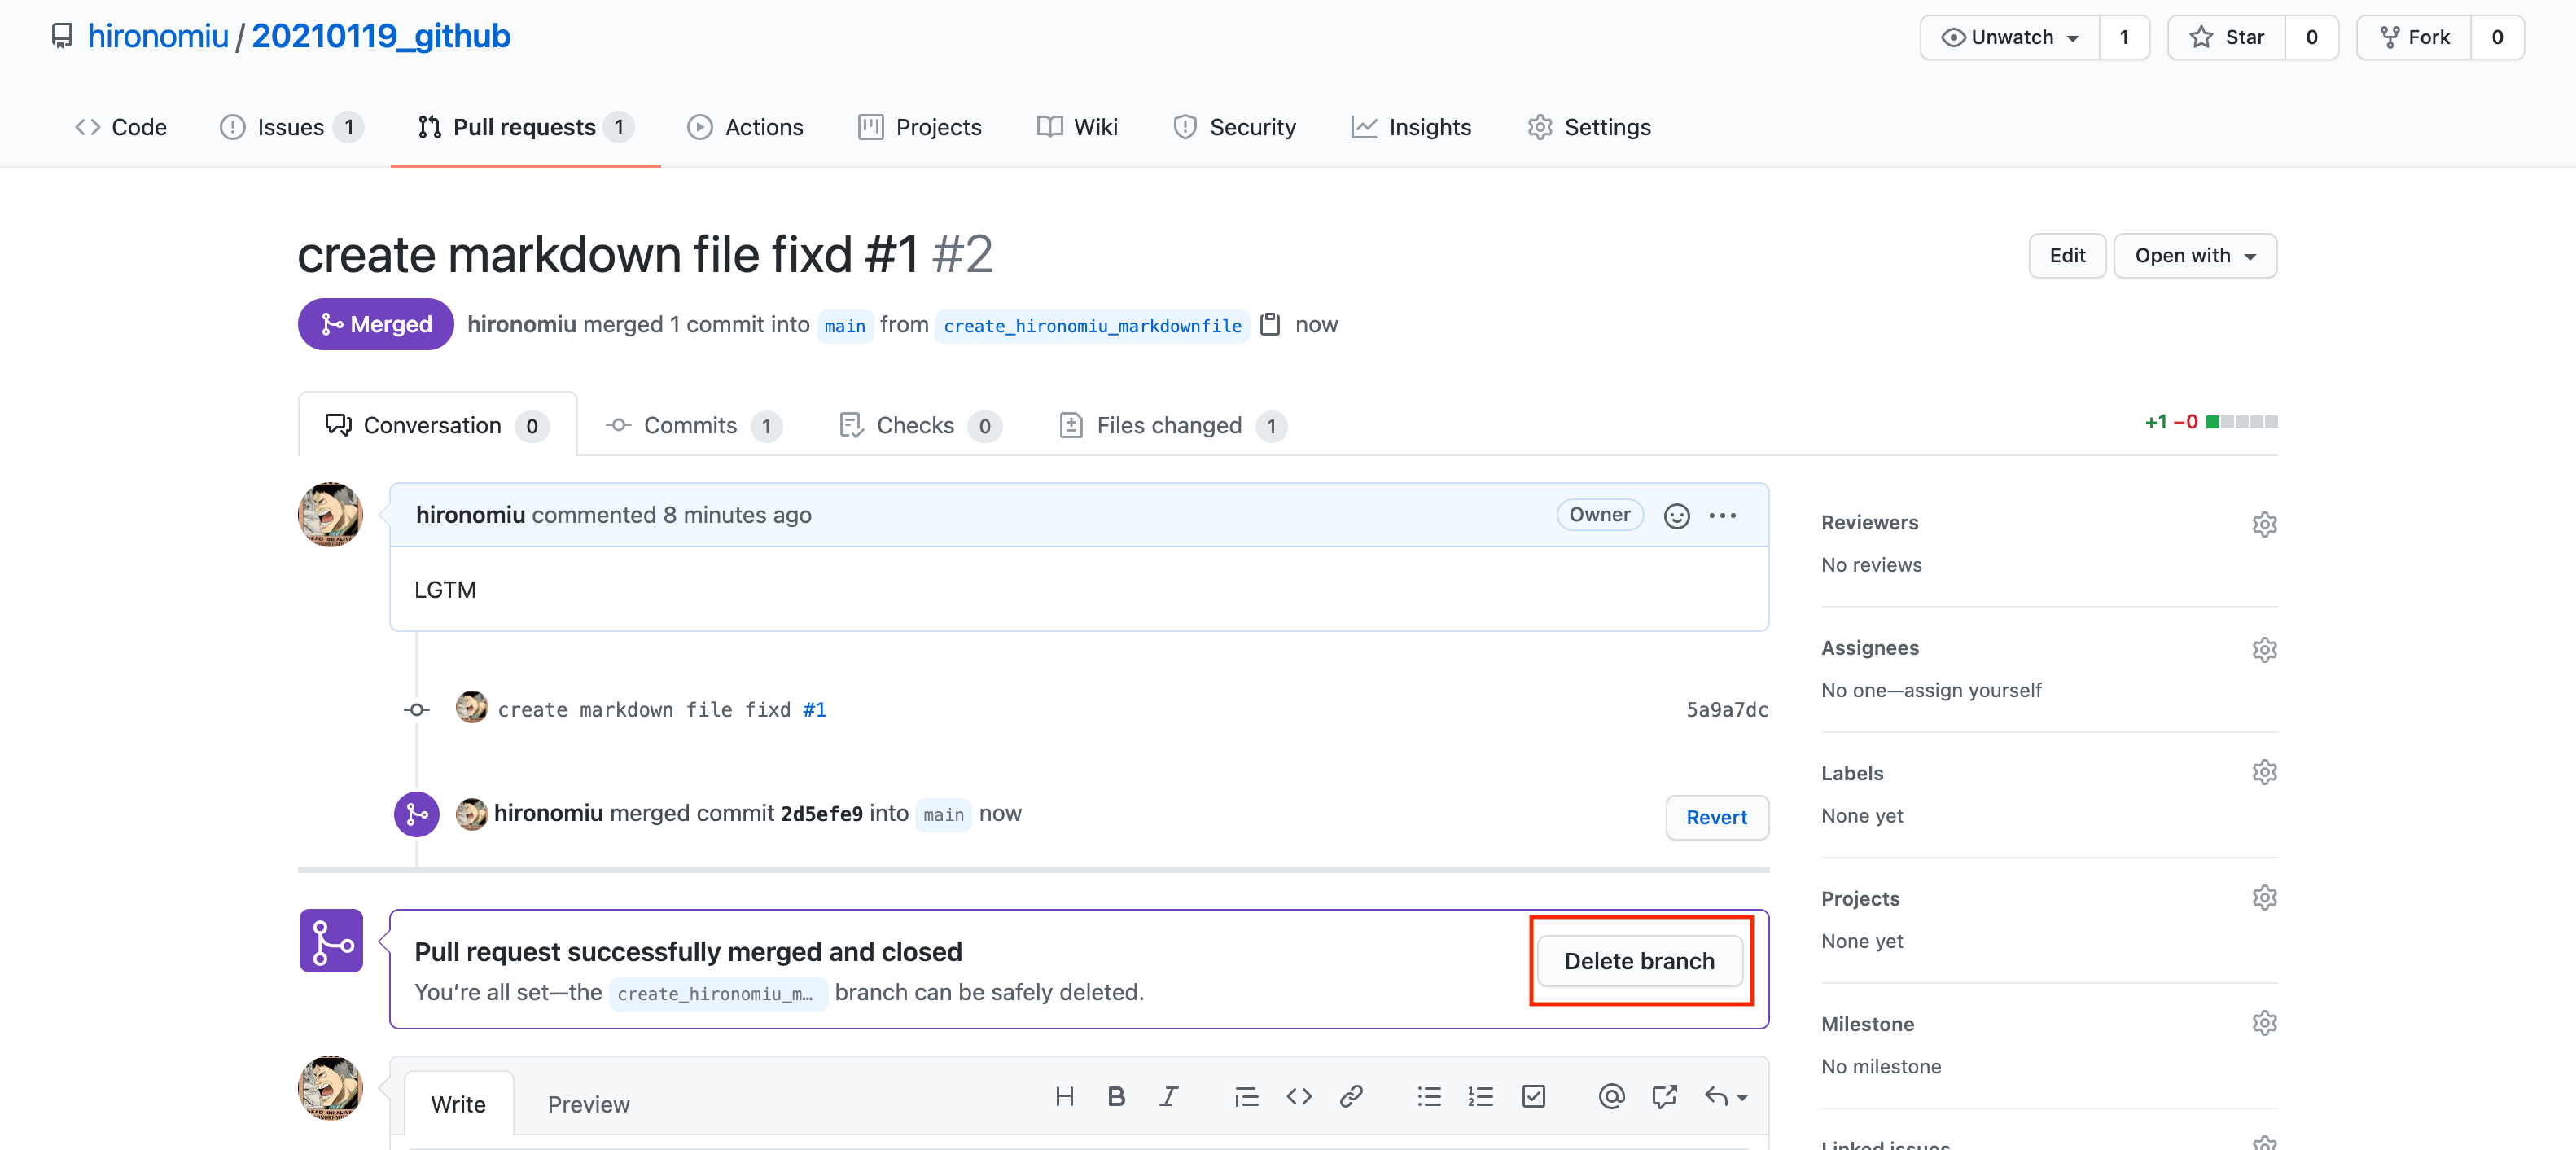 hironomiu / 20210119_github
Unwatch 1 Star 0 Fork 0
Code Issues 1 Pull requests 1 Actions Projects Wiki Security Insights Settings
create markdown file fixd #1 #2
Edit Open with
Merged hironomiu merged 1 commit into main from create_hironomiu_markdownfile now
Conversation 0 Commits 1 Checks 0 Files changed 1 +1 −0
hironomiu commented 8 minutes ago Owner
LGTM
create markdown file fixd #1 5a9a7dc
hironomiu merged commit 2d5efe9 into main now Revert
Pull request successfully merged and closed
You're all set—the create_hironomiu_m… branch can be safely deleted.
Delete branch
Write Preview
Reviewers
No reviews
Assignees
No one—assign yourself
Labels
None yet
Projects
None yet
Milestone
No milestone
Linked issues